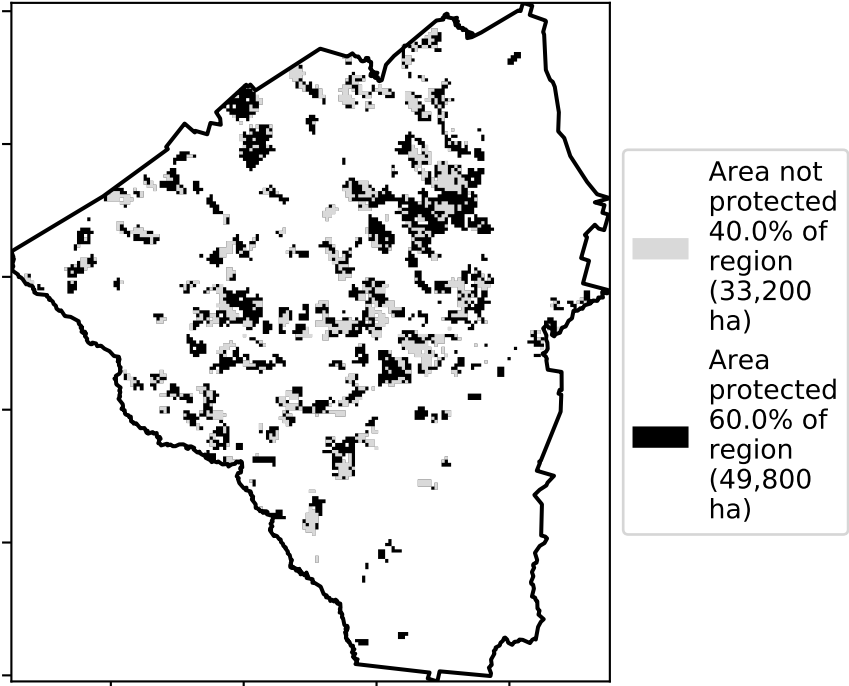 Area not
protected
40.0% of
region
(33,200
ha)
Area
protected
60.0% of
region
(49,800
ha)